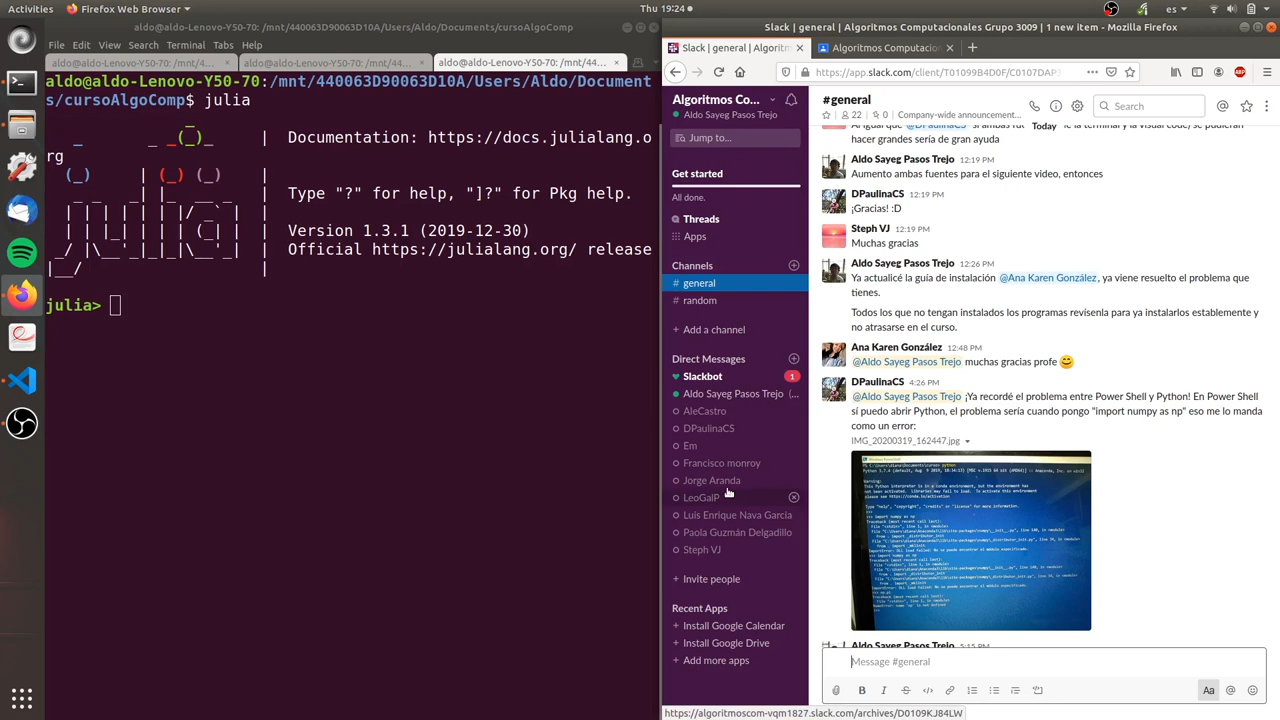 Activities
Firefox Web Browser
Thu 19:24
es
aldo@aldo-Lenovo-Y50-70: /mnt/440063D90063D10A/Users/Aldo/Documents/cursoAlgoComp
File Edit View Search Terminal Tabs Help
aldo@aldo-Lenovo-Y50-70: /mnt/44...
aldo@aldo-Lenovo-Y50-70: /mnt/44...
aldo@aldo-Lenovo-Y50-70: /mnt/44...
aldo@aldo-Lenovo-Y50-70:/mnt/440063D90063D10A/Users/Aldo/Document
s/cursoAlgoComp$ julia
Documentation: https://docs.julialang.o
rg
Type "?" for help, "]?" for Pkg help.
Version 1.3.1 (2019-12-30)
Official https://julialang.org/ release
julia>
Slack | general | Algoritmos Computacionales Grupo 3009 | 1 new item - Mozilla Firefox
Slack | general | Algoritm
Algoritmos Computacion
https://app.slack.com/client/T01099B4D0F/C0107DAP
ABP
Algoritmos Co...
Aldo Sayeg Pasos Trejo
Jump to...
Get started
All done.
Threads
Apps
Channels
# general
# random
+ Add a channel
Direct Messages
Slackbot 1
Aldo Sayeg Pasos Trejo (...
AleCastro
DPaulinaCS
Em
Francisco monroy
Jorge Aranda
LeoGalP
Luis Enrique Nava Garcia
Paola Guzmán Delgadillo
Steph VJ
+ Invite people
Recent Apps
+ Install Google Calendar
+ Install Google Drive
+ Add more apps
#general
22 | 0 | Company-wide announcement...
Search
Today
hacer grandes sería de gran ayuda
Aldo Sayeg Pasos Trejo 12:19 PM
Aumento ambas fuentes para el siguiente video, entonces
DPaulinaCS 12:19 PM
¡Gracias! :D
Steph VJ 12:19 PM
Muchas gracias
Aldo Sayeg Pasos Trejo 12:26 PM
Ya actualicé la guía de instalación @Ana Karen González, ya viene resuelto el problema que
tienes.
Todos los que no tengan instalados los programas revísenla para ya instalarlos establemente y
no atrasarse en el curso.
Ana Karen González 12:48 PM
@Aldo Sayeg Pasos Trejo muchas gracias profe
DPaulinaCS 4:26 PM
@Aldo Sayeg Pasos Trejo ¡Ya recordé el problema entre Power Shell y Python! En Power Shell
sí puedo abrir Python, el problema sería cuando pongo "import numpy as np" eso me lo manda
como un error:
IMG_20200319_162447.jpg
Aldo Sayeg Pasos Trejo 5:15 PM
Message #general
Aa
https://algoritmoscom-vqm1827.slack.com/archives/D0109KJ84LW